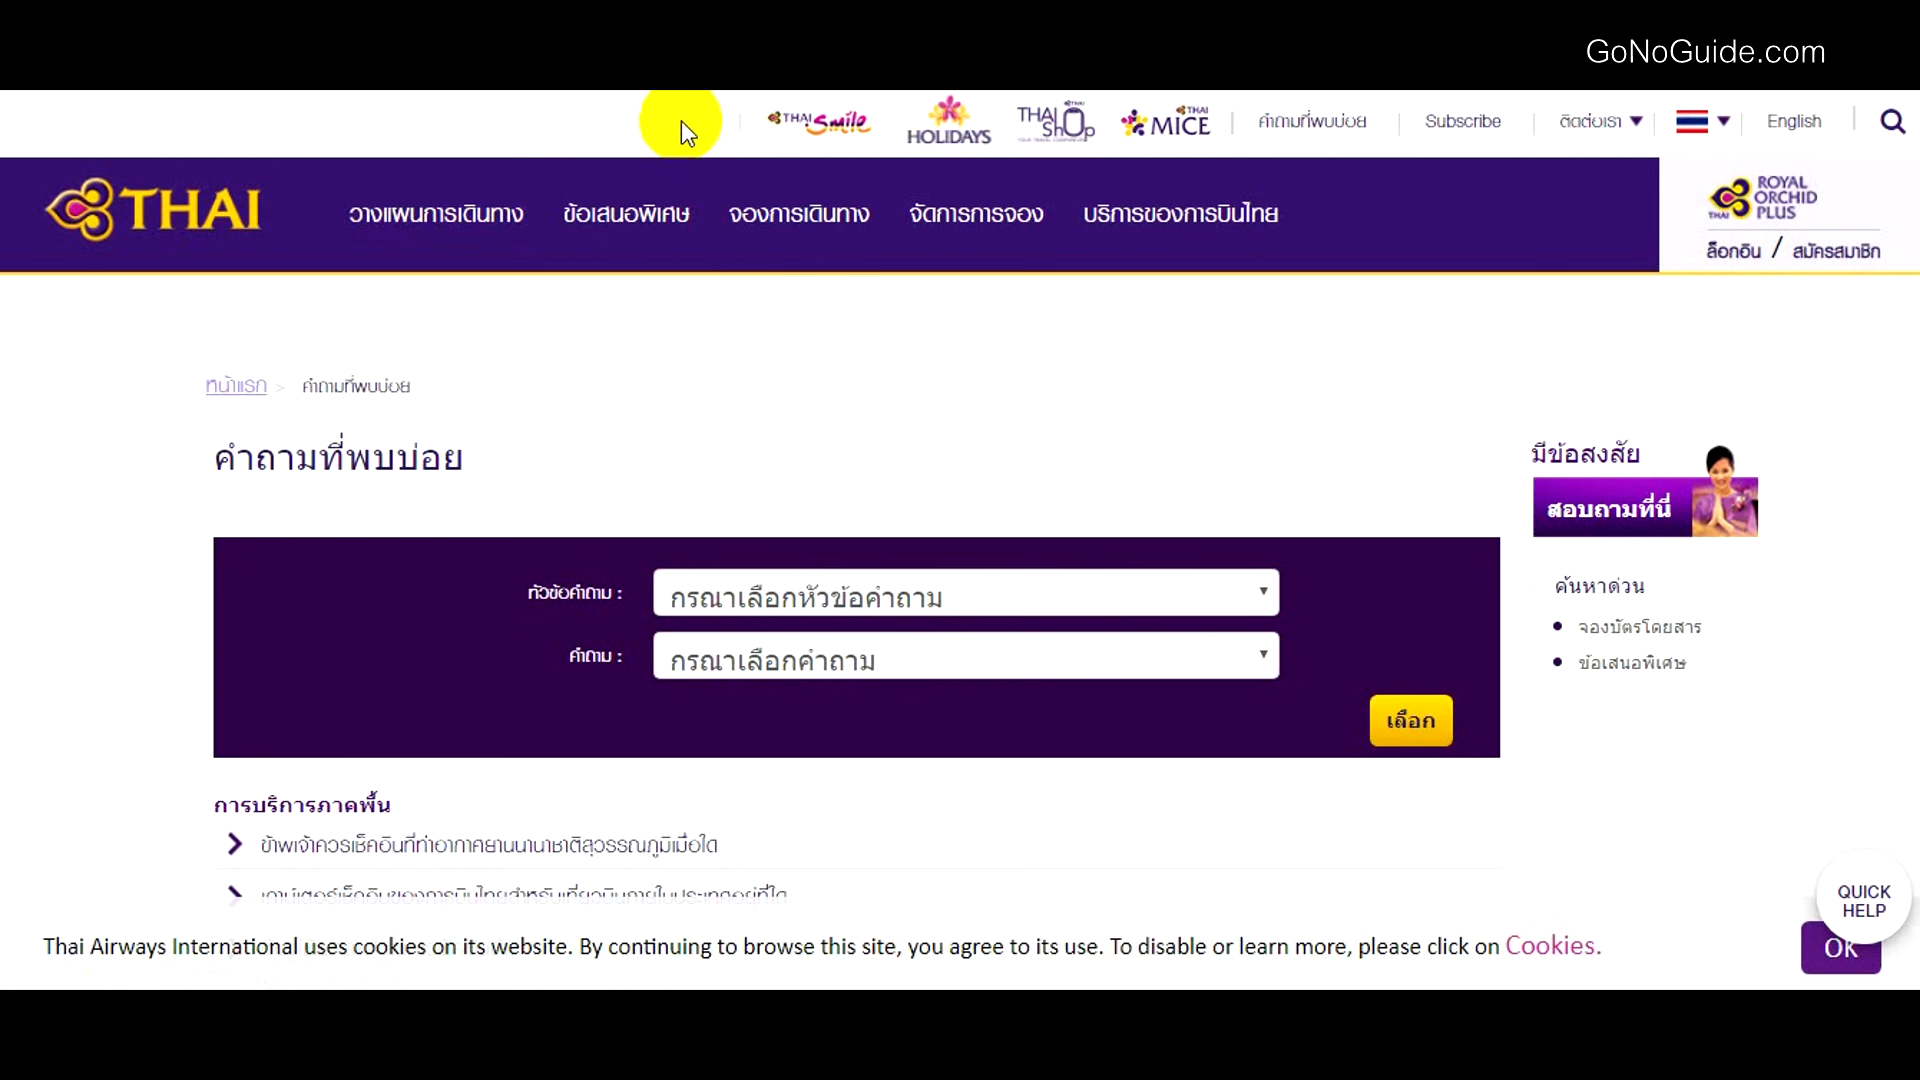 GoNoGuide.com
THAI Smile HOLIDAYS THAI ShOp THAI MICE คำถามที่พบบ่อย Subscribe ติดต่อเรา English
THAI วางแผนการเดินทาง ข้อเสนอพิเศษ จองการเดินทาง จัดการการจอง บริการของการบินไทย
THAI ROYAL ORCHID PLUS
ล็อกอิน / สมัครสมาชิก
หน้าแรก > คำถามที่พบบ่อย
คำถามที่พบบ่อย
มีข้อสงสัย
สอบถามที่นี่
หัวข้อคำถาม : กรณาเลือกหัวข้อคำถาม
คำถาม : กรณาเลือกคำถาม
เลือก
ค้นหาด่วน
จองบัตรโดยสาร
ข้อเสนอพิเศษ
การบริการภาคพื้น
ข้าพเจ้าควรเช็คอินที่ท่าอากาศยานนานาชาติสุวรรณภูมิเมื่อใด
QUICK HELP
Thai Airways International uses cookies on its website. By continuing to browse this site, you agree to its use. To disable or learn more, please click on Cookies.
OK